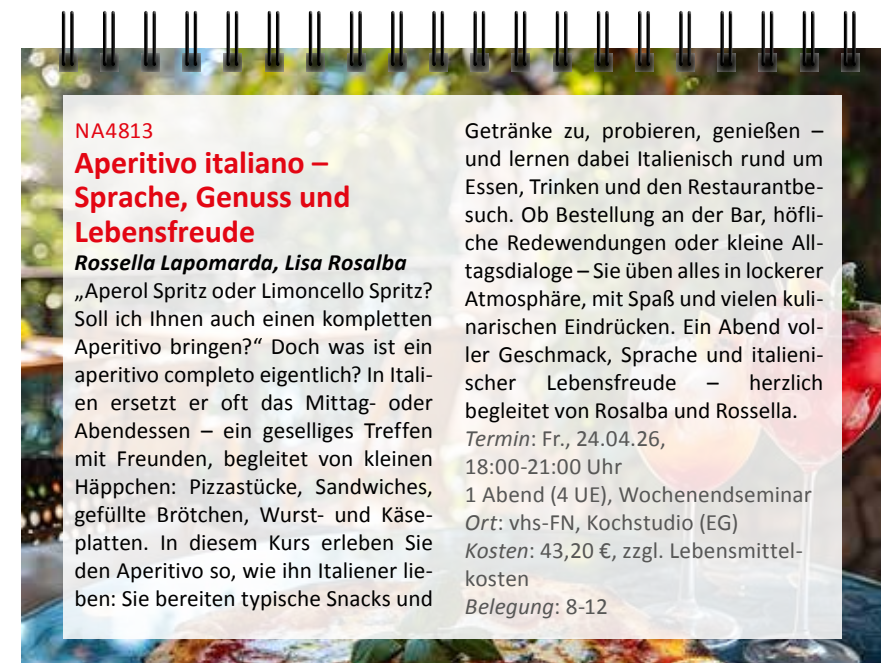 NA4813
Aperitivo italiano –
Sprache, Genuss und
Lebensfreude
Rossella Lapomarda, Lisa Rosalba
„Aperol Spritz oder Limoncello Spritz?
Soll ich Ihnen auch einen kompletten
Aperitivo bringen?“ Doch was ist ein
aperitivo completo eigentlich? In Itali-
en ersetzt er oft das Mittag- oder
Abendessen – ein geselliges Treffen
mit Freunden, begleitet von kleinen
Häppchen: Pizzastücke, Sandwiches,
gefüllte Brötchen, Wurst- und Käse-
platten. In diesem Kurs erleben Sie
den Aperitivo so, wie ihn Italiener lie-
ben: Sie bereiten typische Snacks und
Getränke zu, probieren, genießen –
und lernen dabei Italienisch rund um
Essen, Trinken und den Restaurantbe-
such. Ob Bestellung an der Bar, höfli-
che Redewendungen oder kleine All-
tagsdialoge – Sie üben alles in lockerer
Atmosphäre, mit Spaß und vielen kuli-
narischen Eindrücken. Ein Abend vol-
ler Geschmack, Sprache und italieni-
scher Lebensfreude – herzlich
begleitet von Rosalba und Rossella.
Termin: Fr., 24.04.26,
18:00-21:00 Uhr
1 Abend (4 UE), Wochenendseminar
Ort: vhs-FN, Kochstudio (EG)
Kosten: 43,20 €, zzgl. Lebensmittel-
kosten
Belegung: 8-12